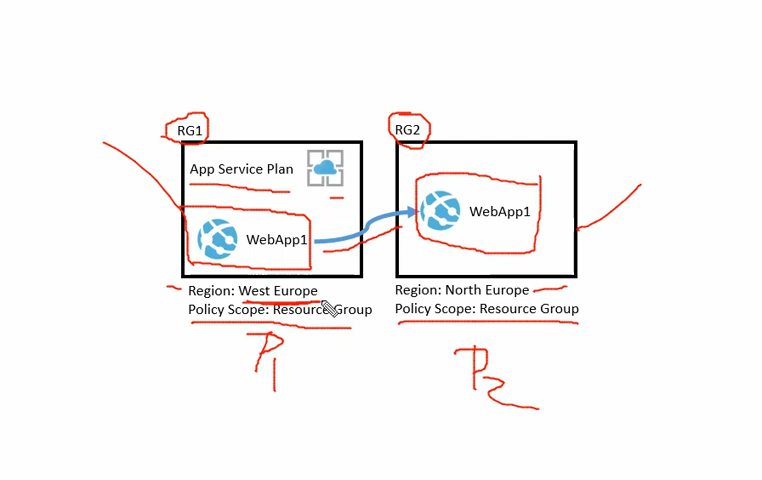 RG1
App Service Plan
WebApp1
Region: West Europe
Policy Scope: Resource Group
P1
RG2
WebApp1
Region: North Europe
Policy Scope: Resource Group
P2